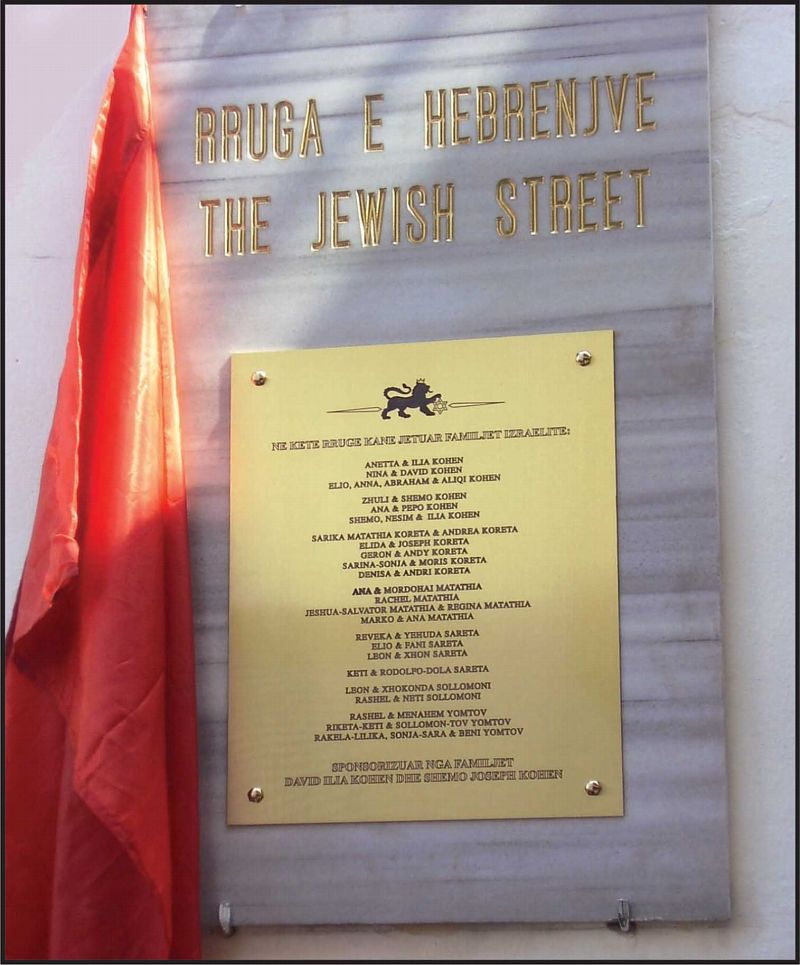 RRUGA E HEBRENJVE
THE JEWISH STREET
NE KETE RRUGE KANE JETUAR FAMILJET IZRAELITE:
ANETTA & ILIA KOHEN
NINA & DAVID KOHEN
ELIO, ANNA, ABRAHAM & ALIQI KOHEN
ZHULI & SHEMO KOHEN
ANA & PEPO KOHEN
SHEMO, NESIM & ILIA KOHEN
SARIKA MATATHIA KORETA & ANDREA KORETA
ELIDA & JOSEPH KORETA
GERON & ANDY KORETA
SARINA-SONJA & MORIS KORETA
DENISA & ANDRI KORETA
ANA & MORDOHAI MATATHIA
RACHEL MATATHIA
JESHUA-SALVATOR MATATHIA & REGINA MATATHIA
MARKO & ANA MATATHIA
REVEKA & YEHUDA SARETA
ELIO & FANI SARETA
LEON & XHON SARETA
KETI & RODOLFO-DOLA SARETA
LEON & XHOKONDA SOLLOMONI
RASHEL & NETI SOLLOMONI
RASHEL & MENAHEM YOMTOV
RIKETA-KETI & SOLLOMON-TOV YOMTOV
RAKELA-LILIKA, SONJA-SARA & BENI YOMTOV
SPONSORIZUAR NGA FAMILJET
DAVID ILIA KOHEN DHE SHEMO JOSEPH KOHEN